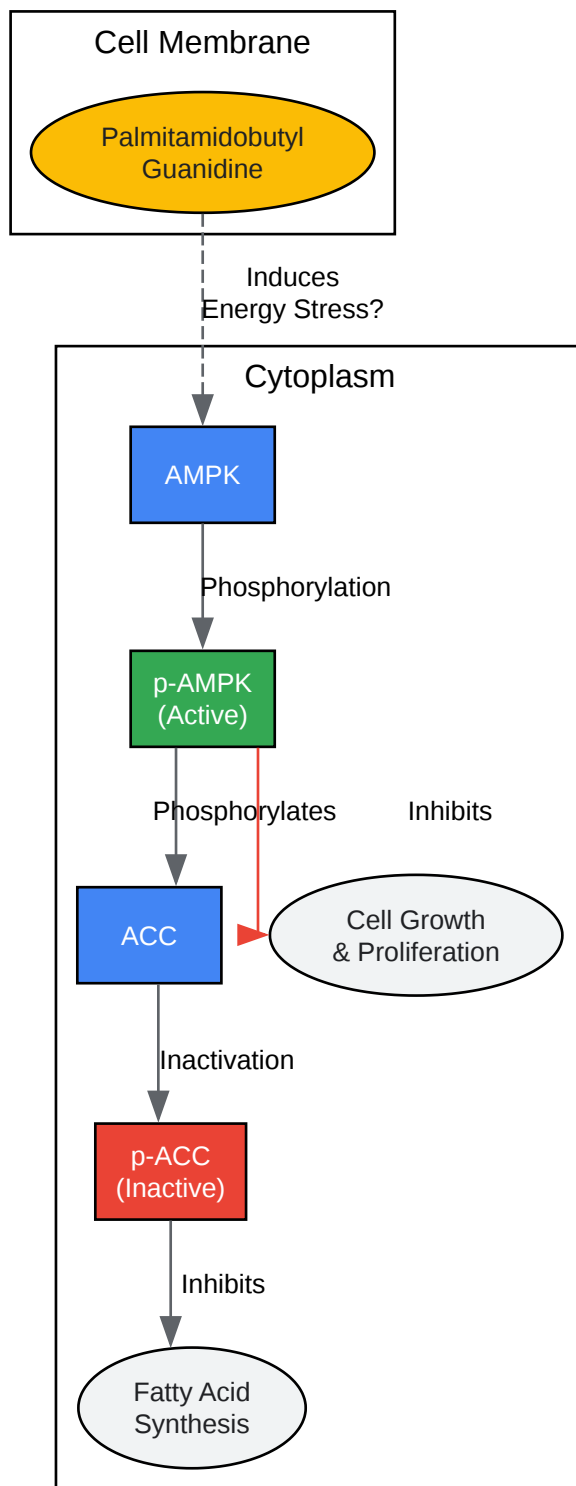 Cell Membrane
Palmitamidobutyl
Guanidine
Induces
Energy Stress?
Cytoplasm
AMPK
Phosphorylation
p-AMPK
(Active)
Phosphorylates
Inhibits
ACC
Cell Growth
& Proliferation
Inactivation
p-ACC
(Inactive)
Inhibits
Fatty Acid
Synthesis